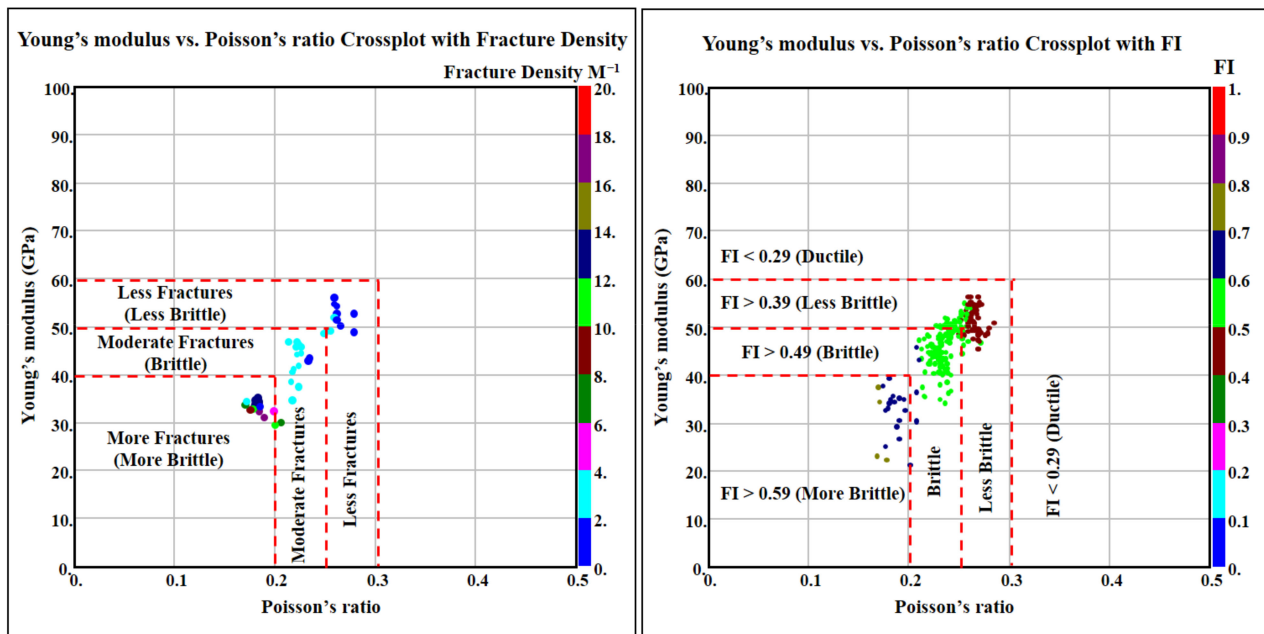 Young's modulus vs. Poisson's ratio Crossplot with Fracture Density
Fracture Density M⁻¹
100.
90.
80.
70.
60.
50.
40.
30.
20.
10.
0.
Young's modulus (GPa)
Less Fractures
(Less Brittle)
Moderate Fractures
(Brittle)
More Fractures
(More Brittle)
Moderate Fractures
Less Fractures
0.
0.1
0.2
0.3
0.4
0.5
Poisson's ratio
20.
18.
16.
14.
12.
10.
8.
6.
4.
2.
0.
Young's modulus vs. Poisson's ratio Crossplot with FI
FI
100.
90.
80.
70.
60.
50.
40.
30.
20.
10.
0.
Young's modulus (GPa)
FI < 0.29 (Ductile)
FI > 0.39 (Less Brittle)
FI > 0.49 (Brittle)
FI > 0.59 (More Brittle)
Brittle
Less Brittle
FI < 0.29 (Ductile)
0.
0.1
0.2
0.3
0.4
0.5
Poisson's ratio
1.
0.9
0.8
0.7
0.6
0.5
0.4
0.3
0.2
0.1
0.